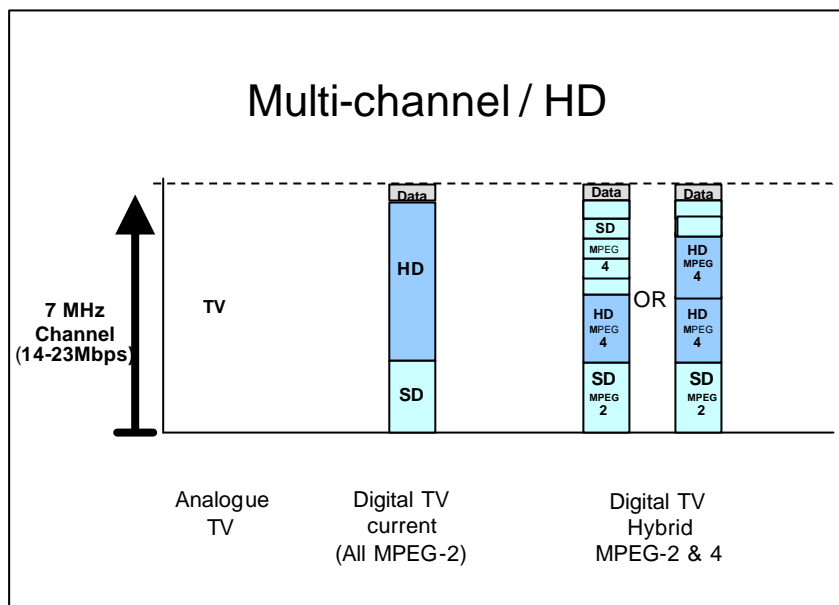 Multi-channel / HD
7 MHz
Channel
(14-23Mbps)
TV
Data
HD
SD
Data
SD
MPEG
4
HD
MPEG
4
SD
MPEG
2
OR
Data
HD
MPEG
4
HD
MPEG
4
SD
MPEG
2
Analogue
TV
Digital TV
current
(All MPEG-2)
Digital TV
Hybrid
MPEG-2 & 4